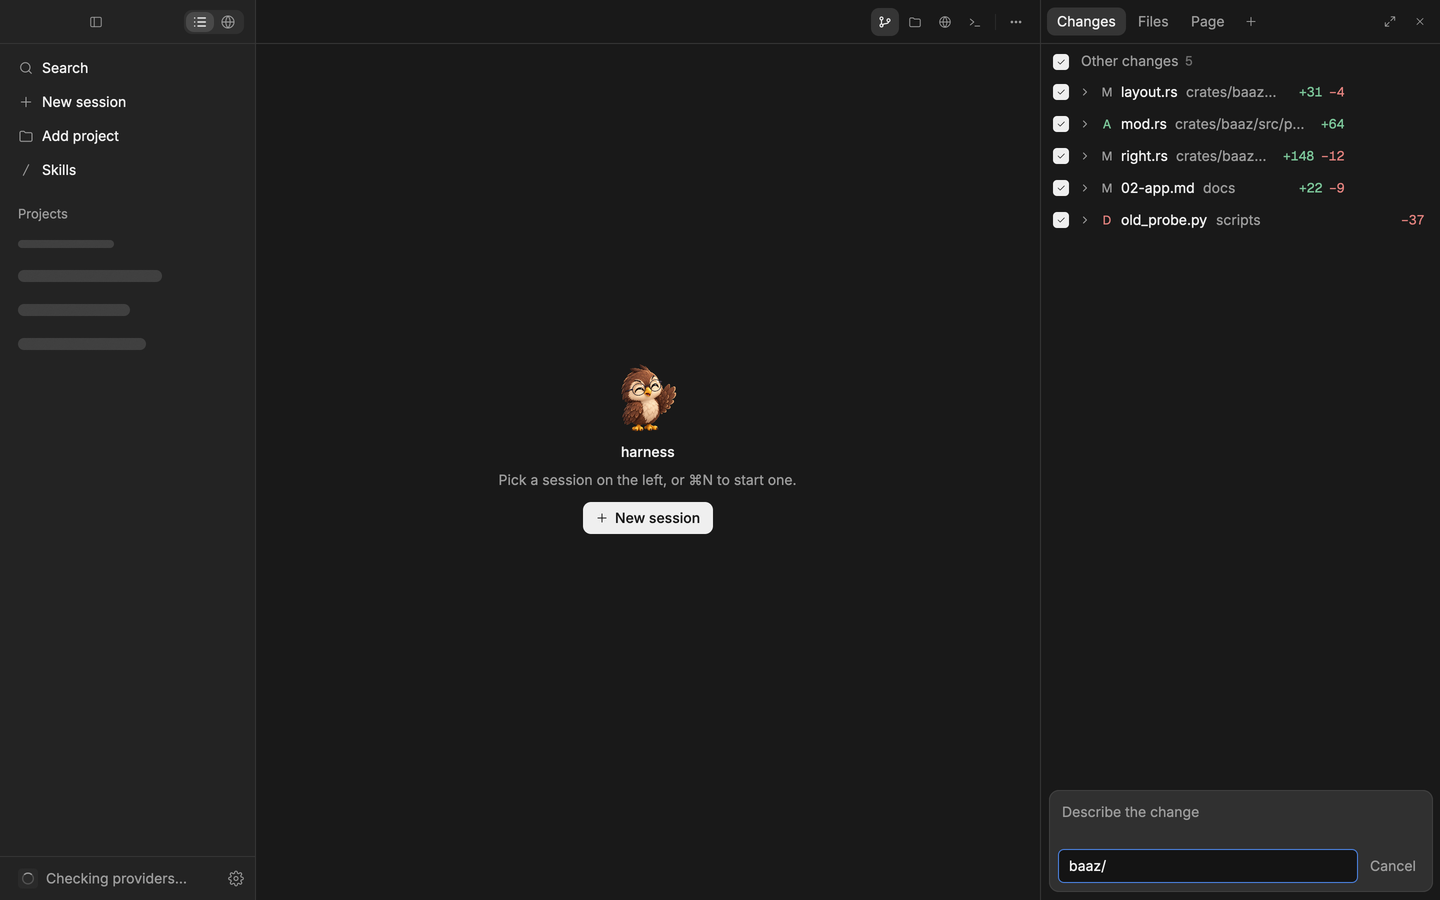 Search
New session
Add project
Skills
Projects
Checking providers...
harness
Pick a session on the left, or ⌘N to start one.
+ New session
Changes Files Page +
Other changes 5
M layout.rs crates/baaz... +31 −4
A mod.rs crates/baaz/src/p... +64
M right.rs crates/baaz... +148 −12
M 02-app.md docs +22 −9
D old_probe.py scripts −37
Describe the change
baaz/ Cancel